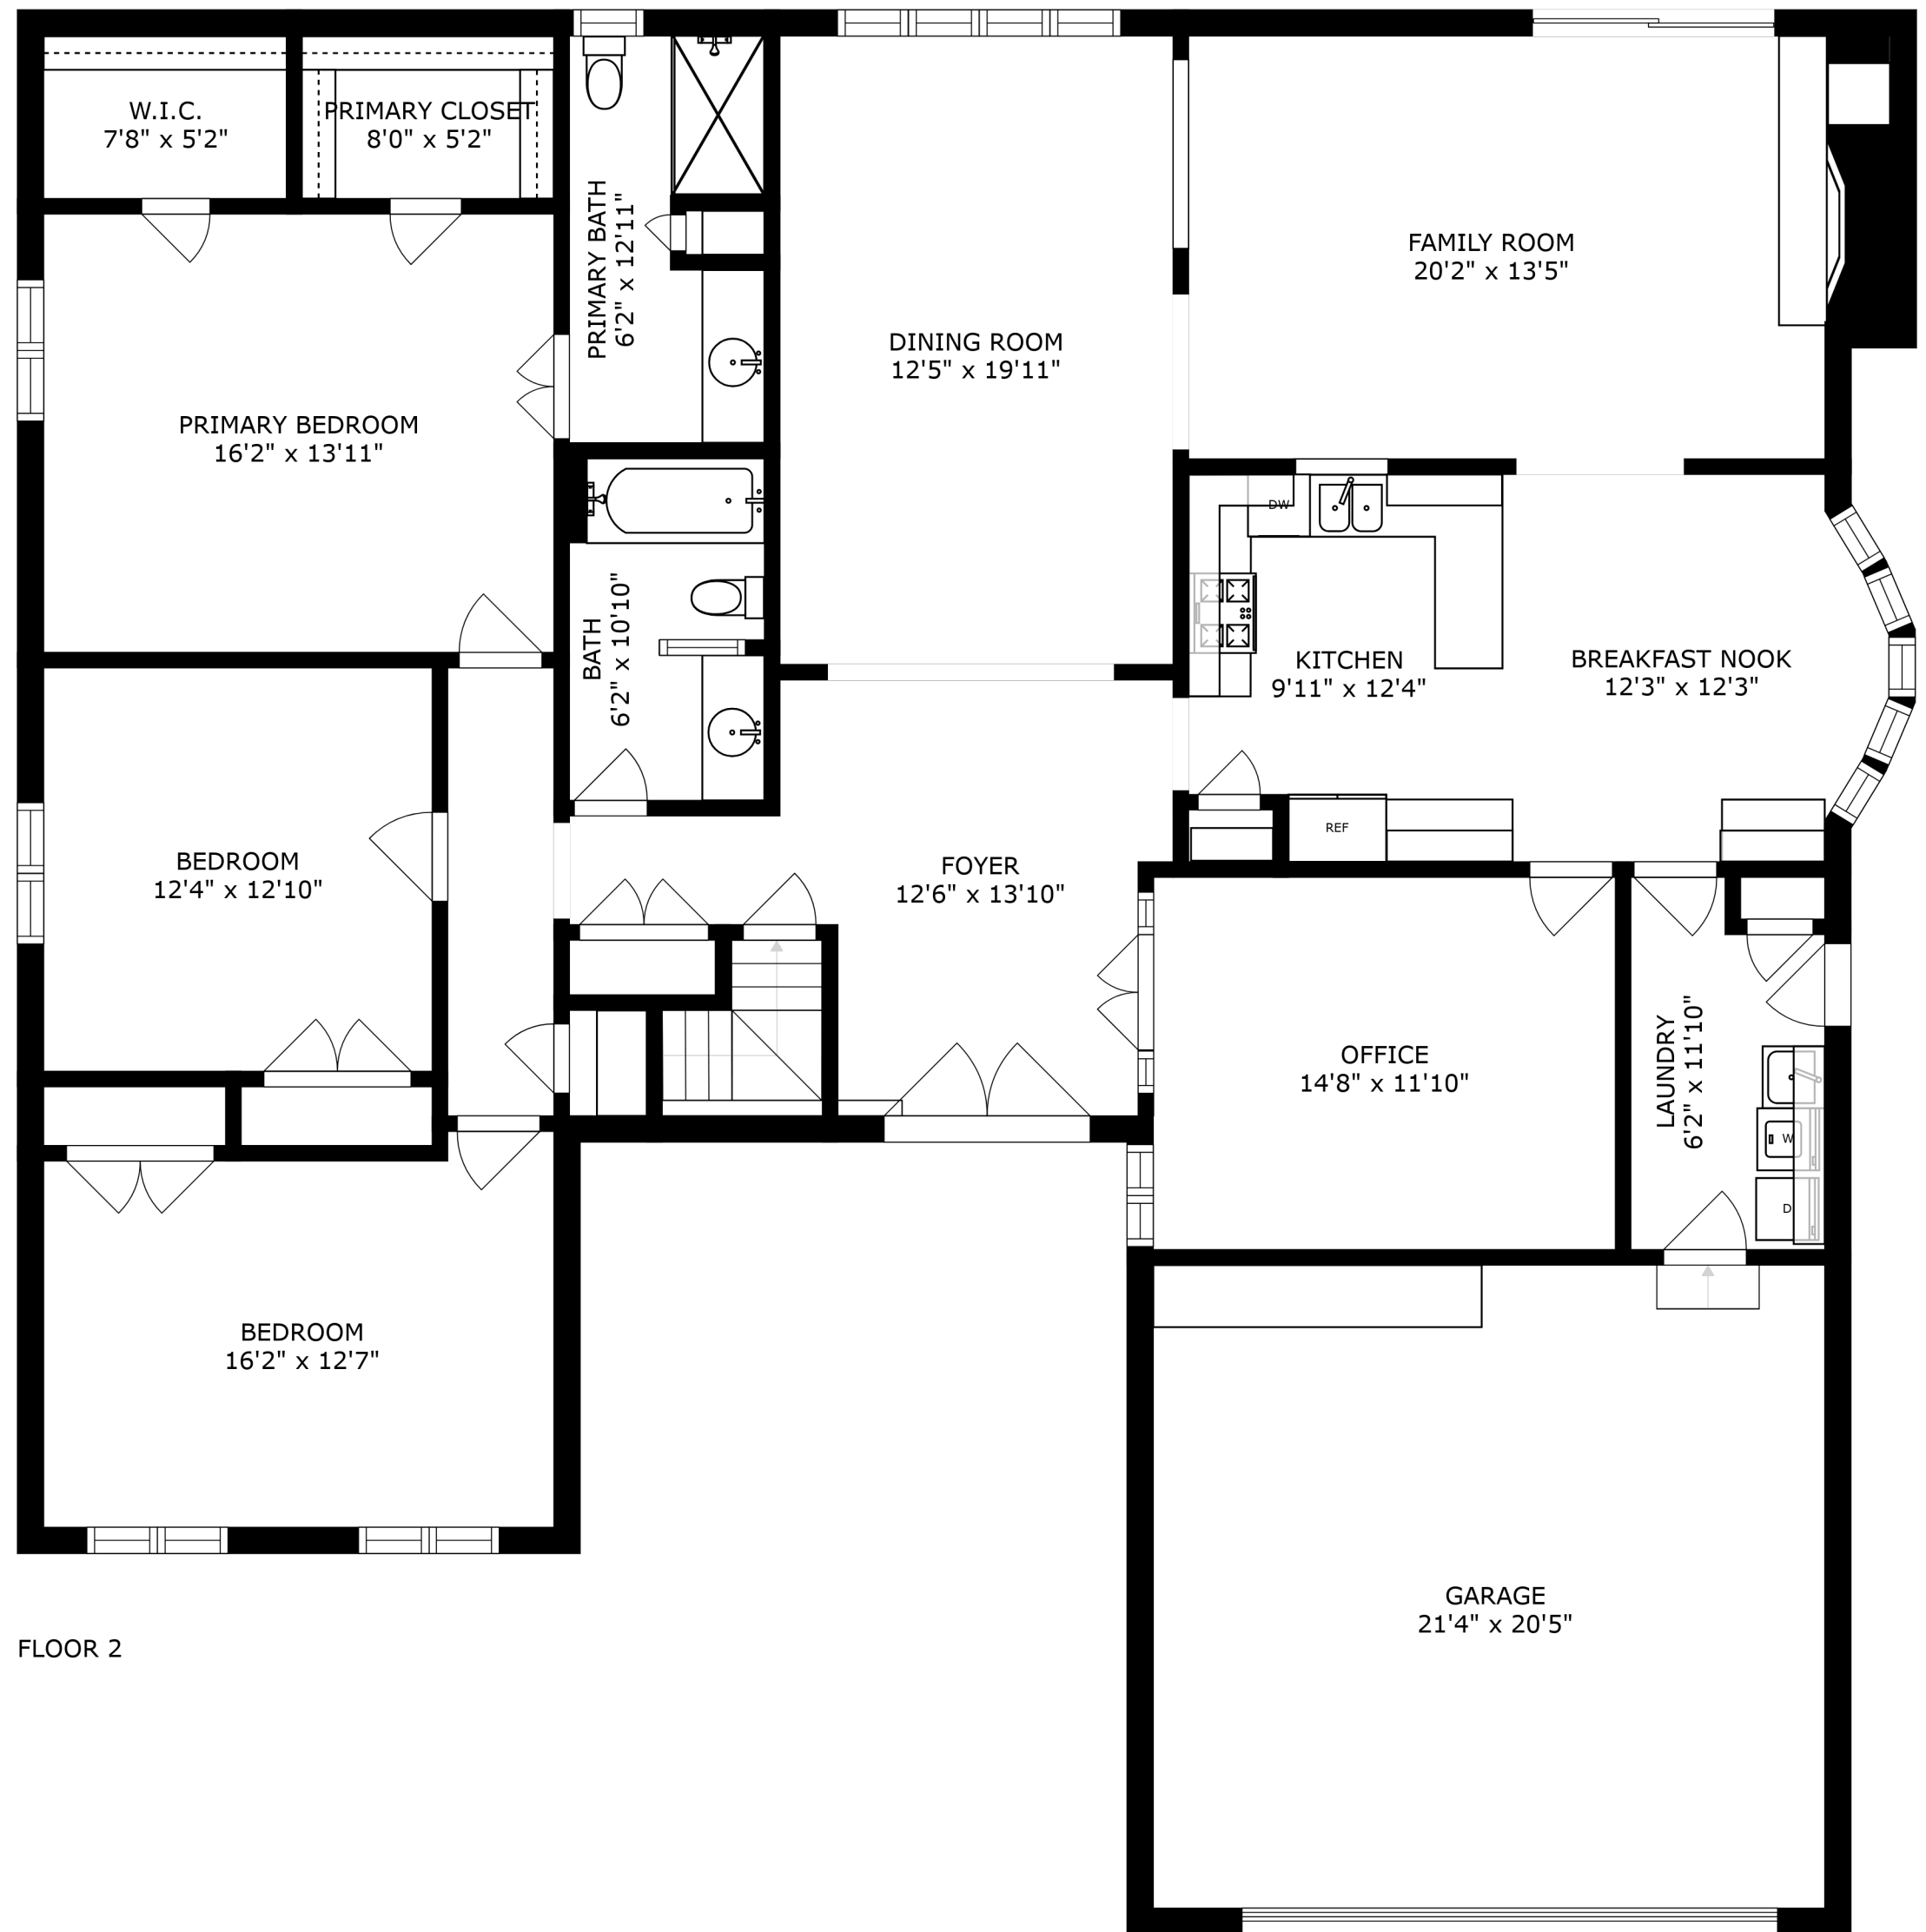 W.I.C.
7'8" x 5'2"
PRIMARY CLOSET
8'0" x 5'2"
PRIMARY BATH
6'2" x 12'11"
FAMILY ROOM
20'2" x 13'5"
DINING ROOM
12'5" x 19'11"
PRIMARY BEDROOM
16'2" x 13'11"
DW
BATH
6'2" x 10'10"
KITCHEN
9'11" x 12'4"
BREAKFAST NOOK
12'3" x 12'3"
REF
BEDROOM
12'4" x 12'10"
FOYER
12'6" x 13'10"
OFFICE
14'8" x 11'10"
LAUNDRY
6'2" x 11'10"
W
D
BEDROOM
16'2" x 12'7"
GARAGE
21'4" x 20'5"
FLOOR 2